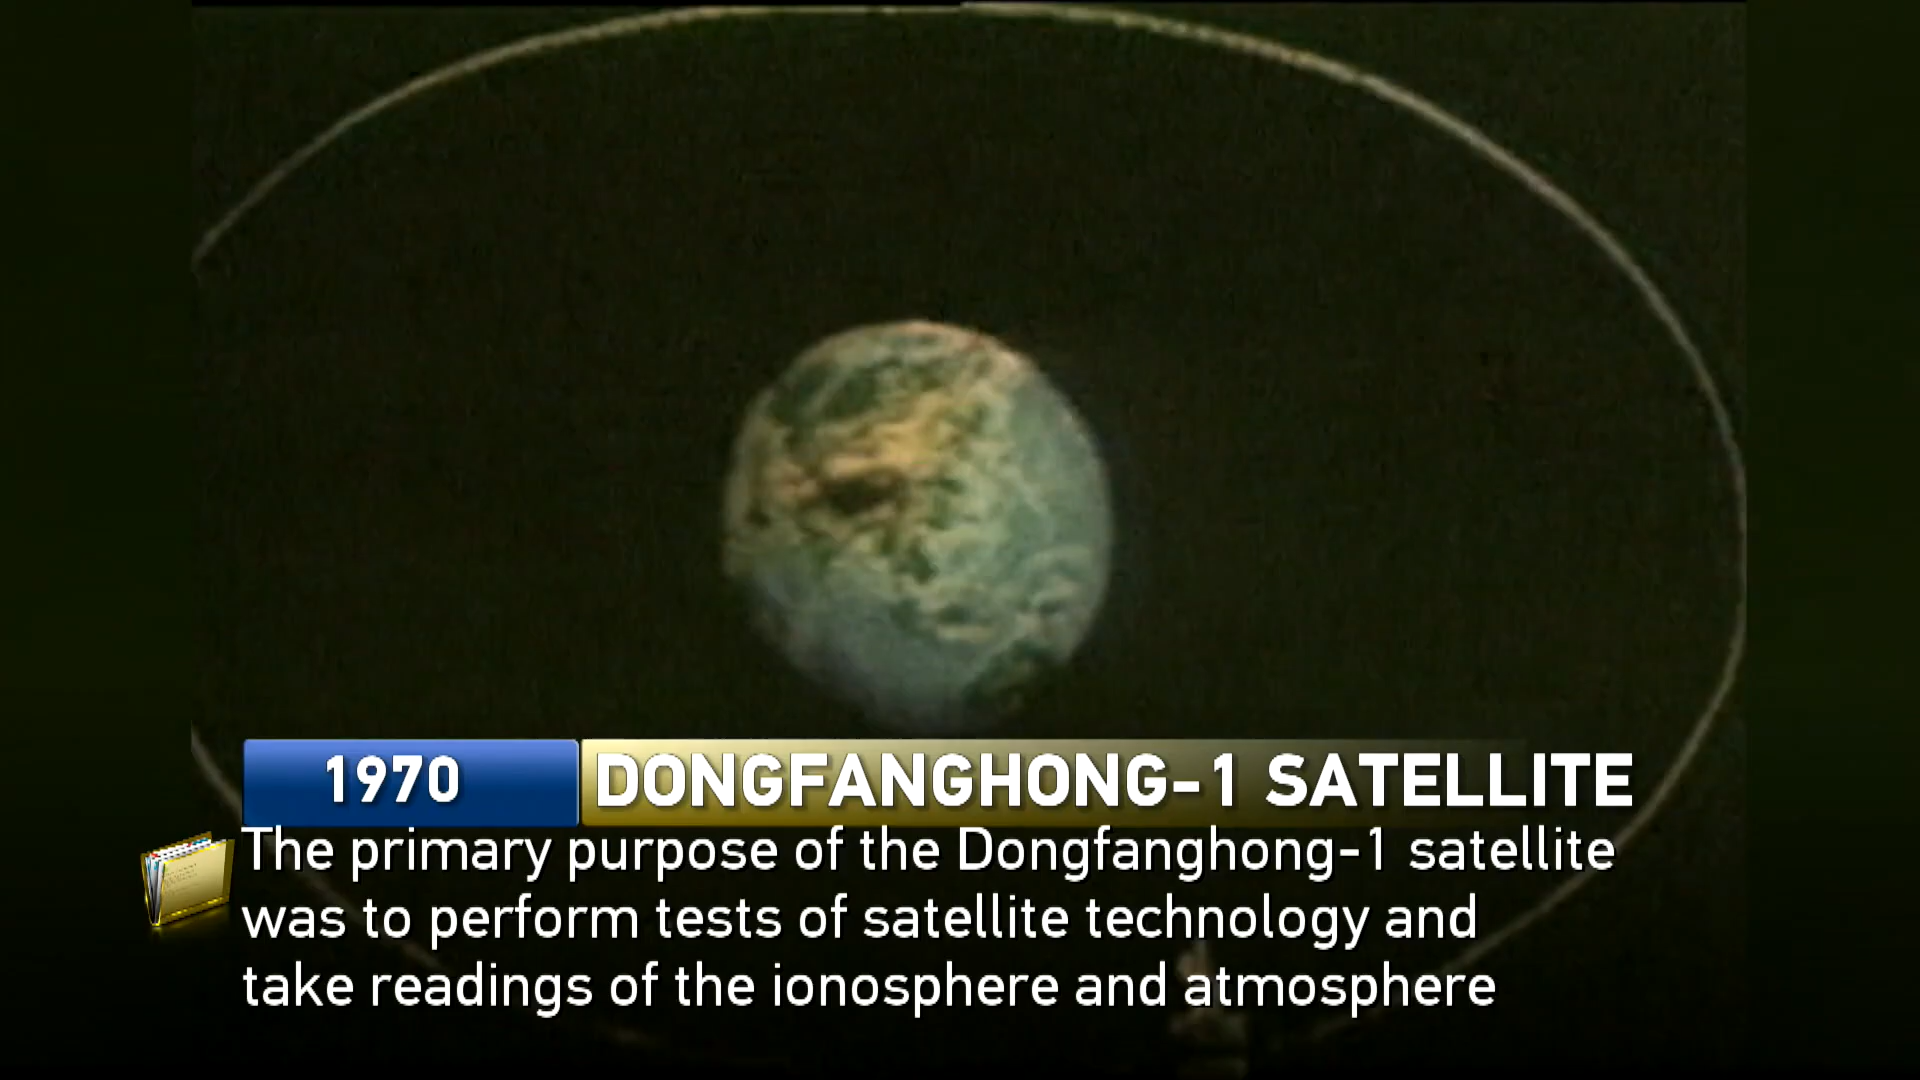 1970 DONGFANGHONG-1 SATELLITE
The primary purpose of the Dongfanghong-1 satellite
was to perform tests of satellite technology and
take readings of the ionosphere and atmosphere